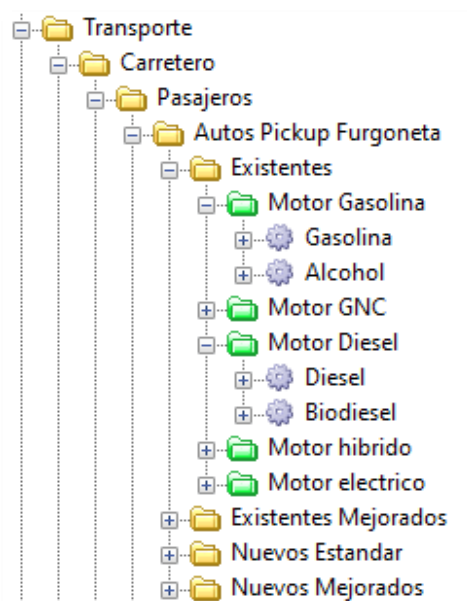 Transporte
Carretero
Pasajeros
Autos Pickup Furgoneta
Existentes
Motor Gasolina
Gasolina
Alcohol
Motor GNC
Motor Diesel
Diesel
Biodiesel
Motor hibrido
Motor electrico
Existentes Mejorados
Nuevos Estandar
Nuevos Mejorados